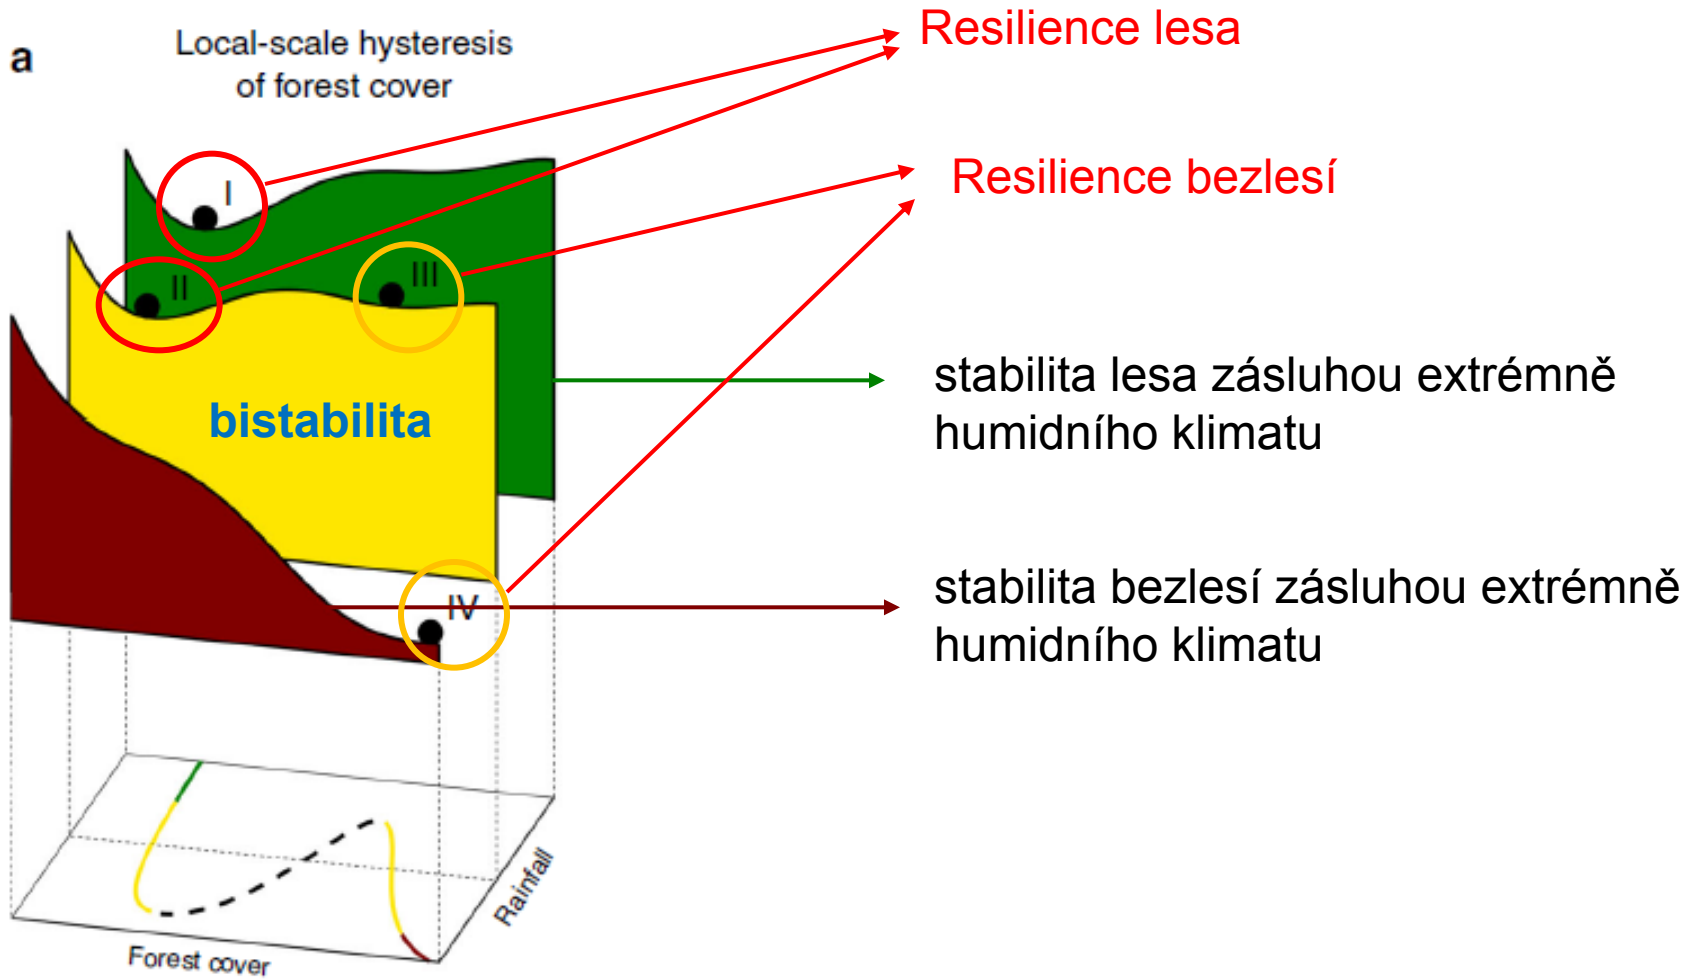 a
Local-scale hysteresis
of forest cover
Resilience lesa
Resilience bezlesí
I
II
III
bistabilita
stabilita lesa zásluhou extrémně
humidního klimatu
IV
stabilita bezlesí zásluhou extrémně
humidního klimatu
Rainfall
Forest cover